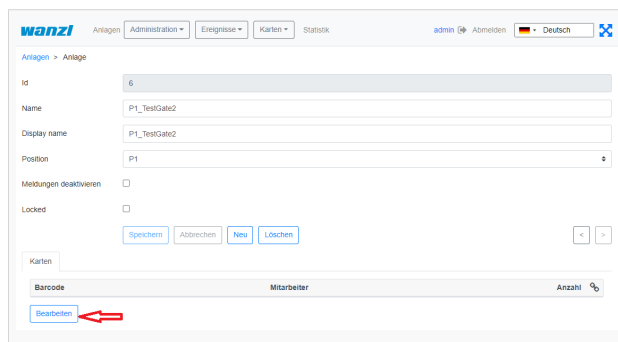 wanzl Anlagen Administration Ereignisse Karten Statistik admin Abmelden Deutsch
Anlagen > Anlage
Id 6
Name P1_TestGate2
Display name P1_TestGate2
Position P1
Meldungen deaktivieren
Locked
Speichern Abbrechen Neu Löschen < >
Karten
Barcode Mitarbeiter Anzahl
Bearbeiten